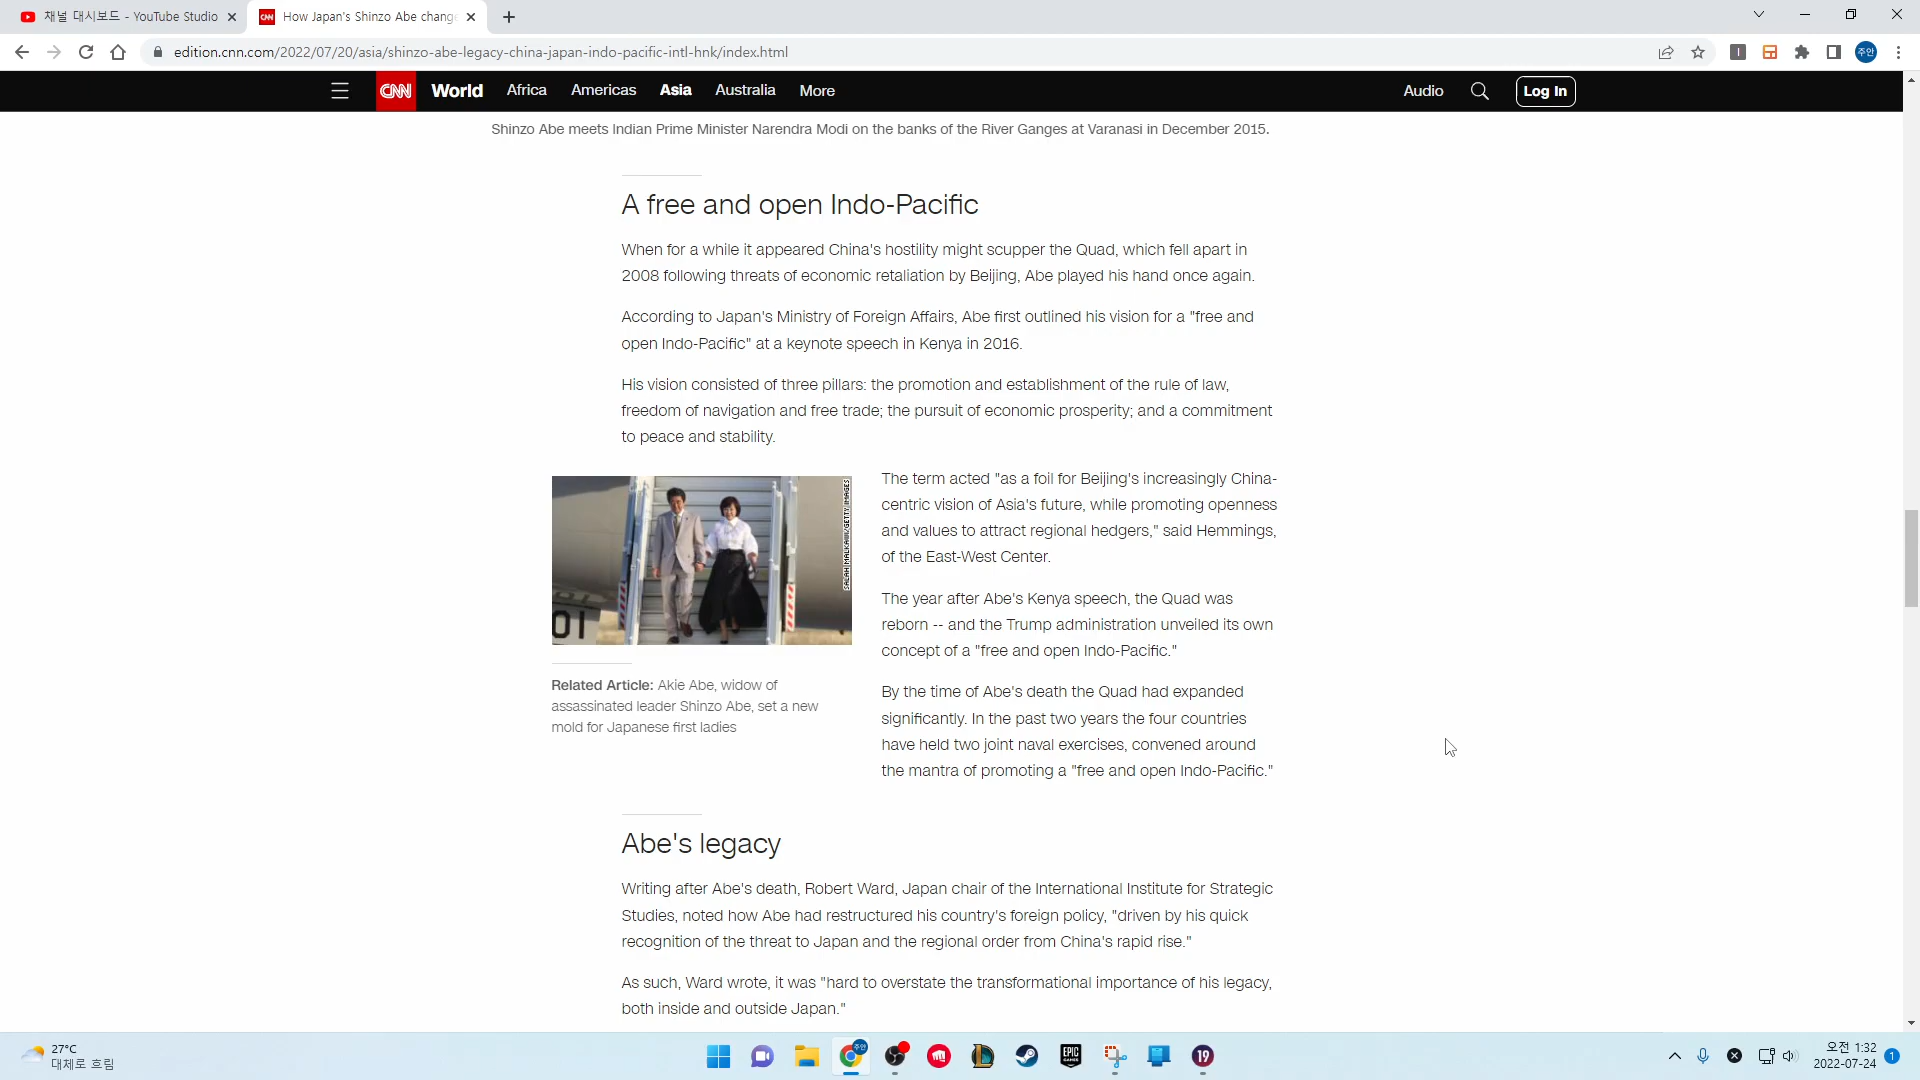 채널 대시보드 - YouTube Studio
How Japan's Shinzo Abe change
edition.cnn.com/2022/07/20/asia/shinzo-abe-legacy-china-japan-indo-pacific-intl-hnk/index.html
주안
CNN World Africa Americas Asia Australia More Audio Log In
Shinzo Abe meets Indian Prime Minister Narendra Modi on the banks of the River Ganges at Varanasi in December 2015.
A free and open Indo-Pacific
When for a while it appeared China's hostility might scupper the Quad, which fell apart in
2008 following threats of economic retaliation by Beijing, Abe played his hand once again.
According to Japan's Ministry of Foreign Affairs, Abe first outlined his vision for a "free and
open Indo-Pacific" at a keynote speech in Kenya in 2016.
His vision consisted of three pillars: the promotion and establishment of the rule of law,
freedom of navigation and free trade; the pursuit of economic prosperity; and a commitment
to peace and stability.
SALAH MALKAWI/GETTY IMAGES
01
Related Article: Akie Abe, widow of
assassinated leader Shinzo Abe, set a new
mold for Japanese first ladies
The term acted "as a foil for Beijing's increasingly China-
centric vision of Asia's future, while promoting openness
and values to attract regional hedgers," said Hemmings,
of the East-West Center.
The year after Abe's Kenya speech, the Quad was
reborn -- and the Trump administration unveiled its own
concept of a "free and open Indo-Pacific."
By the time of Abe's death the Quad had expanded
significantly. In the past two years the four countries
have held two joint naval exercises, convened around
the mantra of promoting a "free and open Indo-Pacific."
Abe's legacy
Writing after Abe's death, Robert Ward, Japan chair of the International Institute for Strategic
Studies, noted how Abe had restructured his country's foreign policy, "driven by his quick
recognition of the threat to Japan and the regional order from China's rapid rise."
As such, Ward wrote, it was "hard to overstate the transformational importance of his legacy,
both inside and outside Japan."
27°C
대체로 흐림
주안
EPIC GAMES
19
오전 1:32
2022-07-24
1